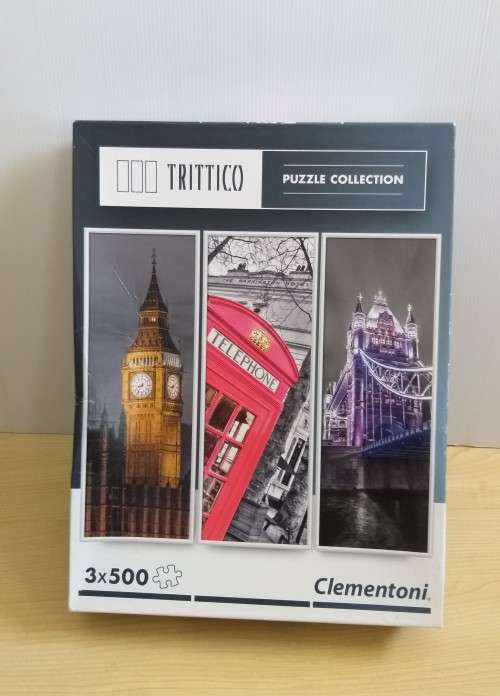 TRITTICO
PUZZLE COLLECTION
TELEPHONE
3x500
Clementoni.